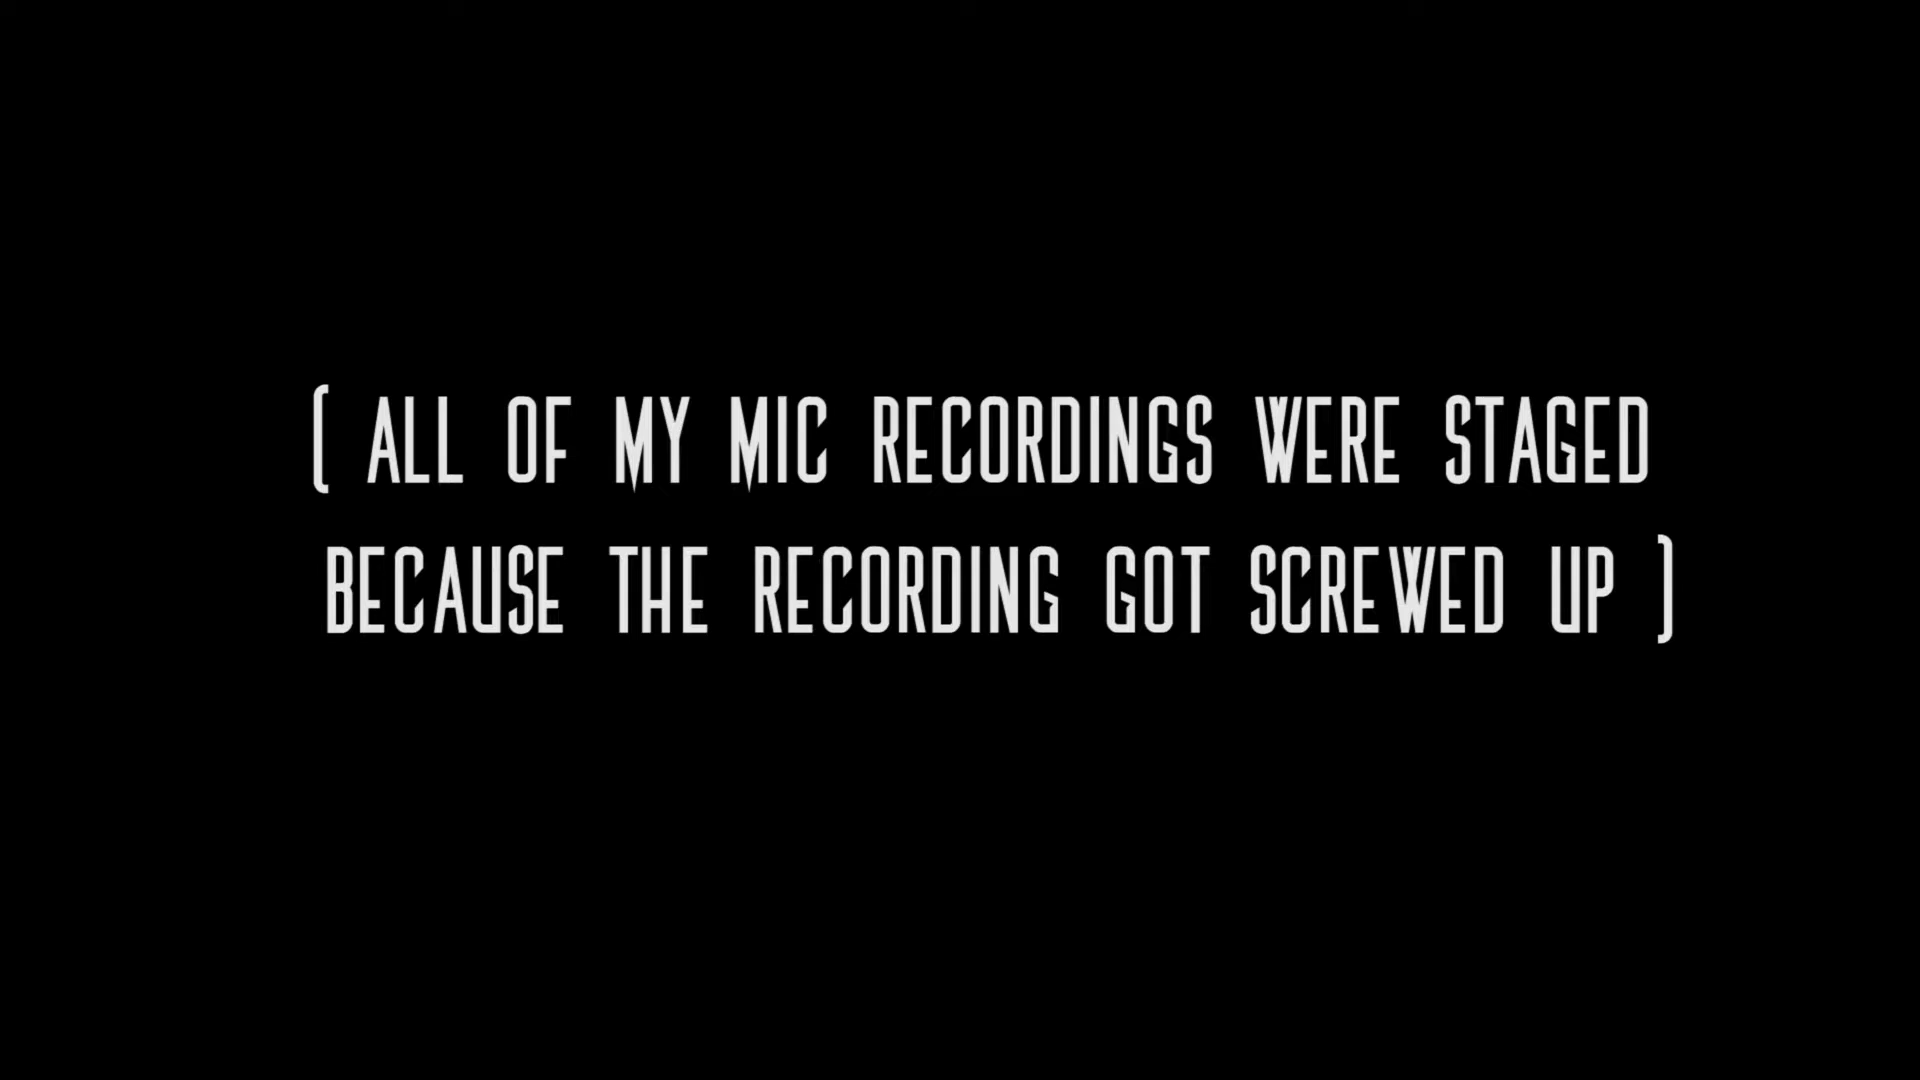 ( ALL OF MY MIC RECORDINGS WERE STAGED
BECAUSE THE RECORDING GOT SCREWED UP )